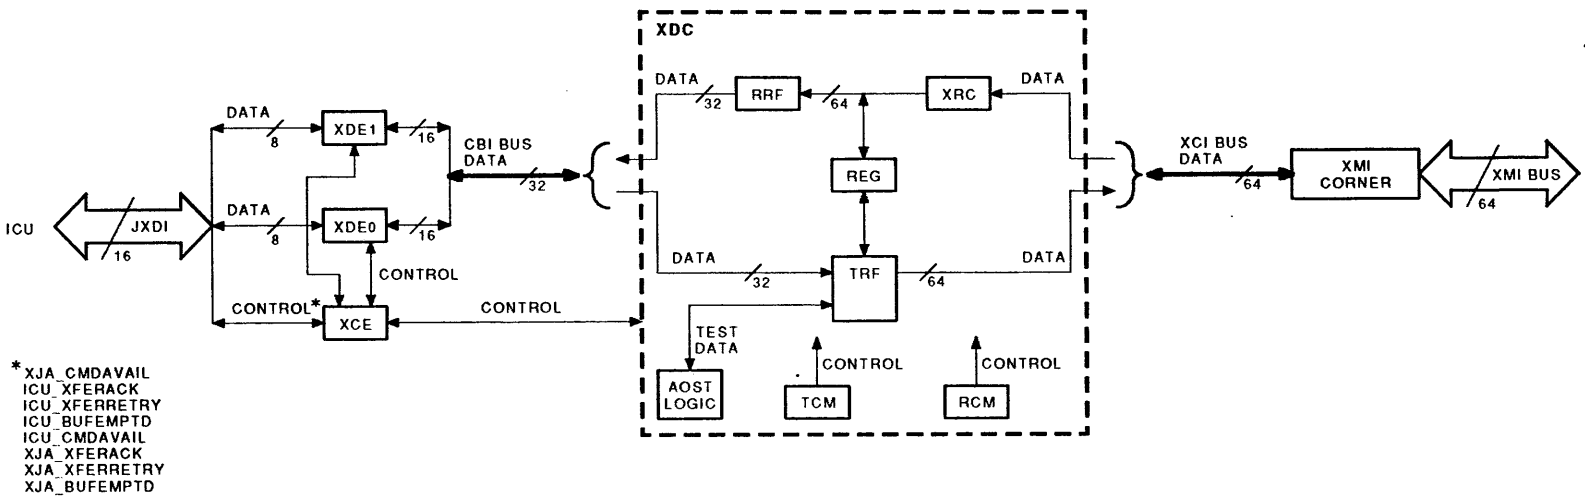 XDC
DATA
32
RRF
64
XRC
DATA
DATA
8
XDE1
16
CBI BUS
DATA
32
REG
XCI BUS
DATA
64
XMI
CORNER
XMI BUS
64
ICU
JXDI
16
DATA
8
XDE0
16
CONTROL
DATA
32
TRF
64
DATA
CONTROL*
XCE
CONTROL
TEST
DATA
AOST
LOGIC
CONTROL
TCM
CONTROL
RCM
* XJA_CMDAVAIL
ICU_XFERACK
ICU_XFERRETRY
ICU_BUFEMPTD
ICU_CMDAVAIL
XJA_XFERACK
XJA_XFERRETRY
XJA_BUFEMPTD